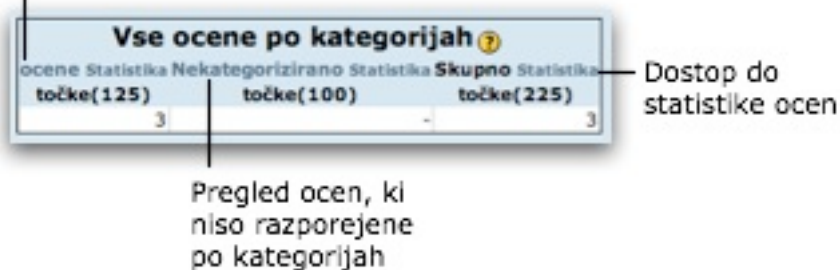 Vse ocene po kategorijah ?
ocene Statistika Nekategorizirano Statistika Skupno Statistika
točke(125) točke(100) točke(225)
3 - 3
Dostop do
statistike ocen
Pregled ocen, ki
niso razporejene
po kategorijah